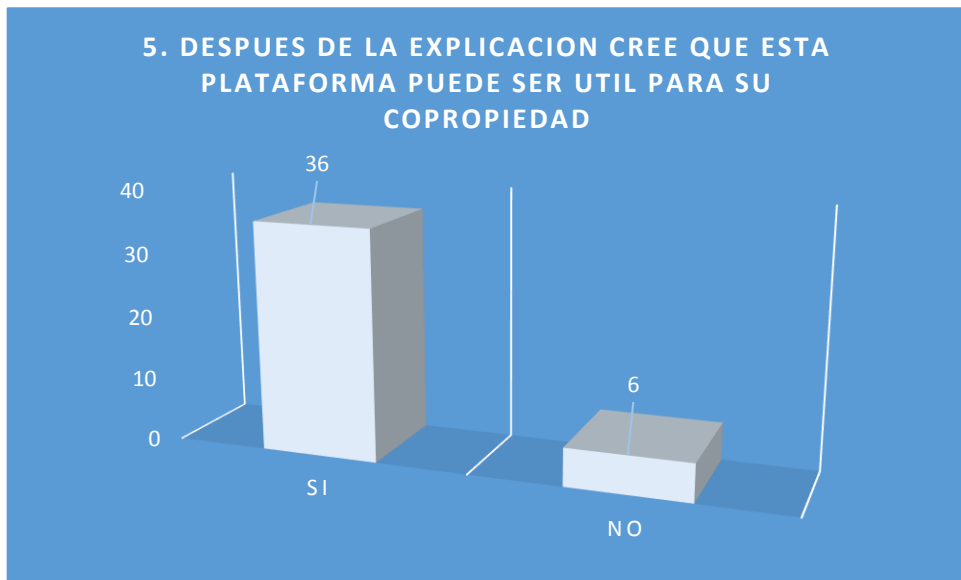 5. DESPUES DE LA EXPLICACION CREE QUE ESTA
PLATAFORMA PUEDE SER UTIL PARA SU
COPROPIEDAD
36
40
30
20
10
0
6
SI
NO